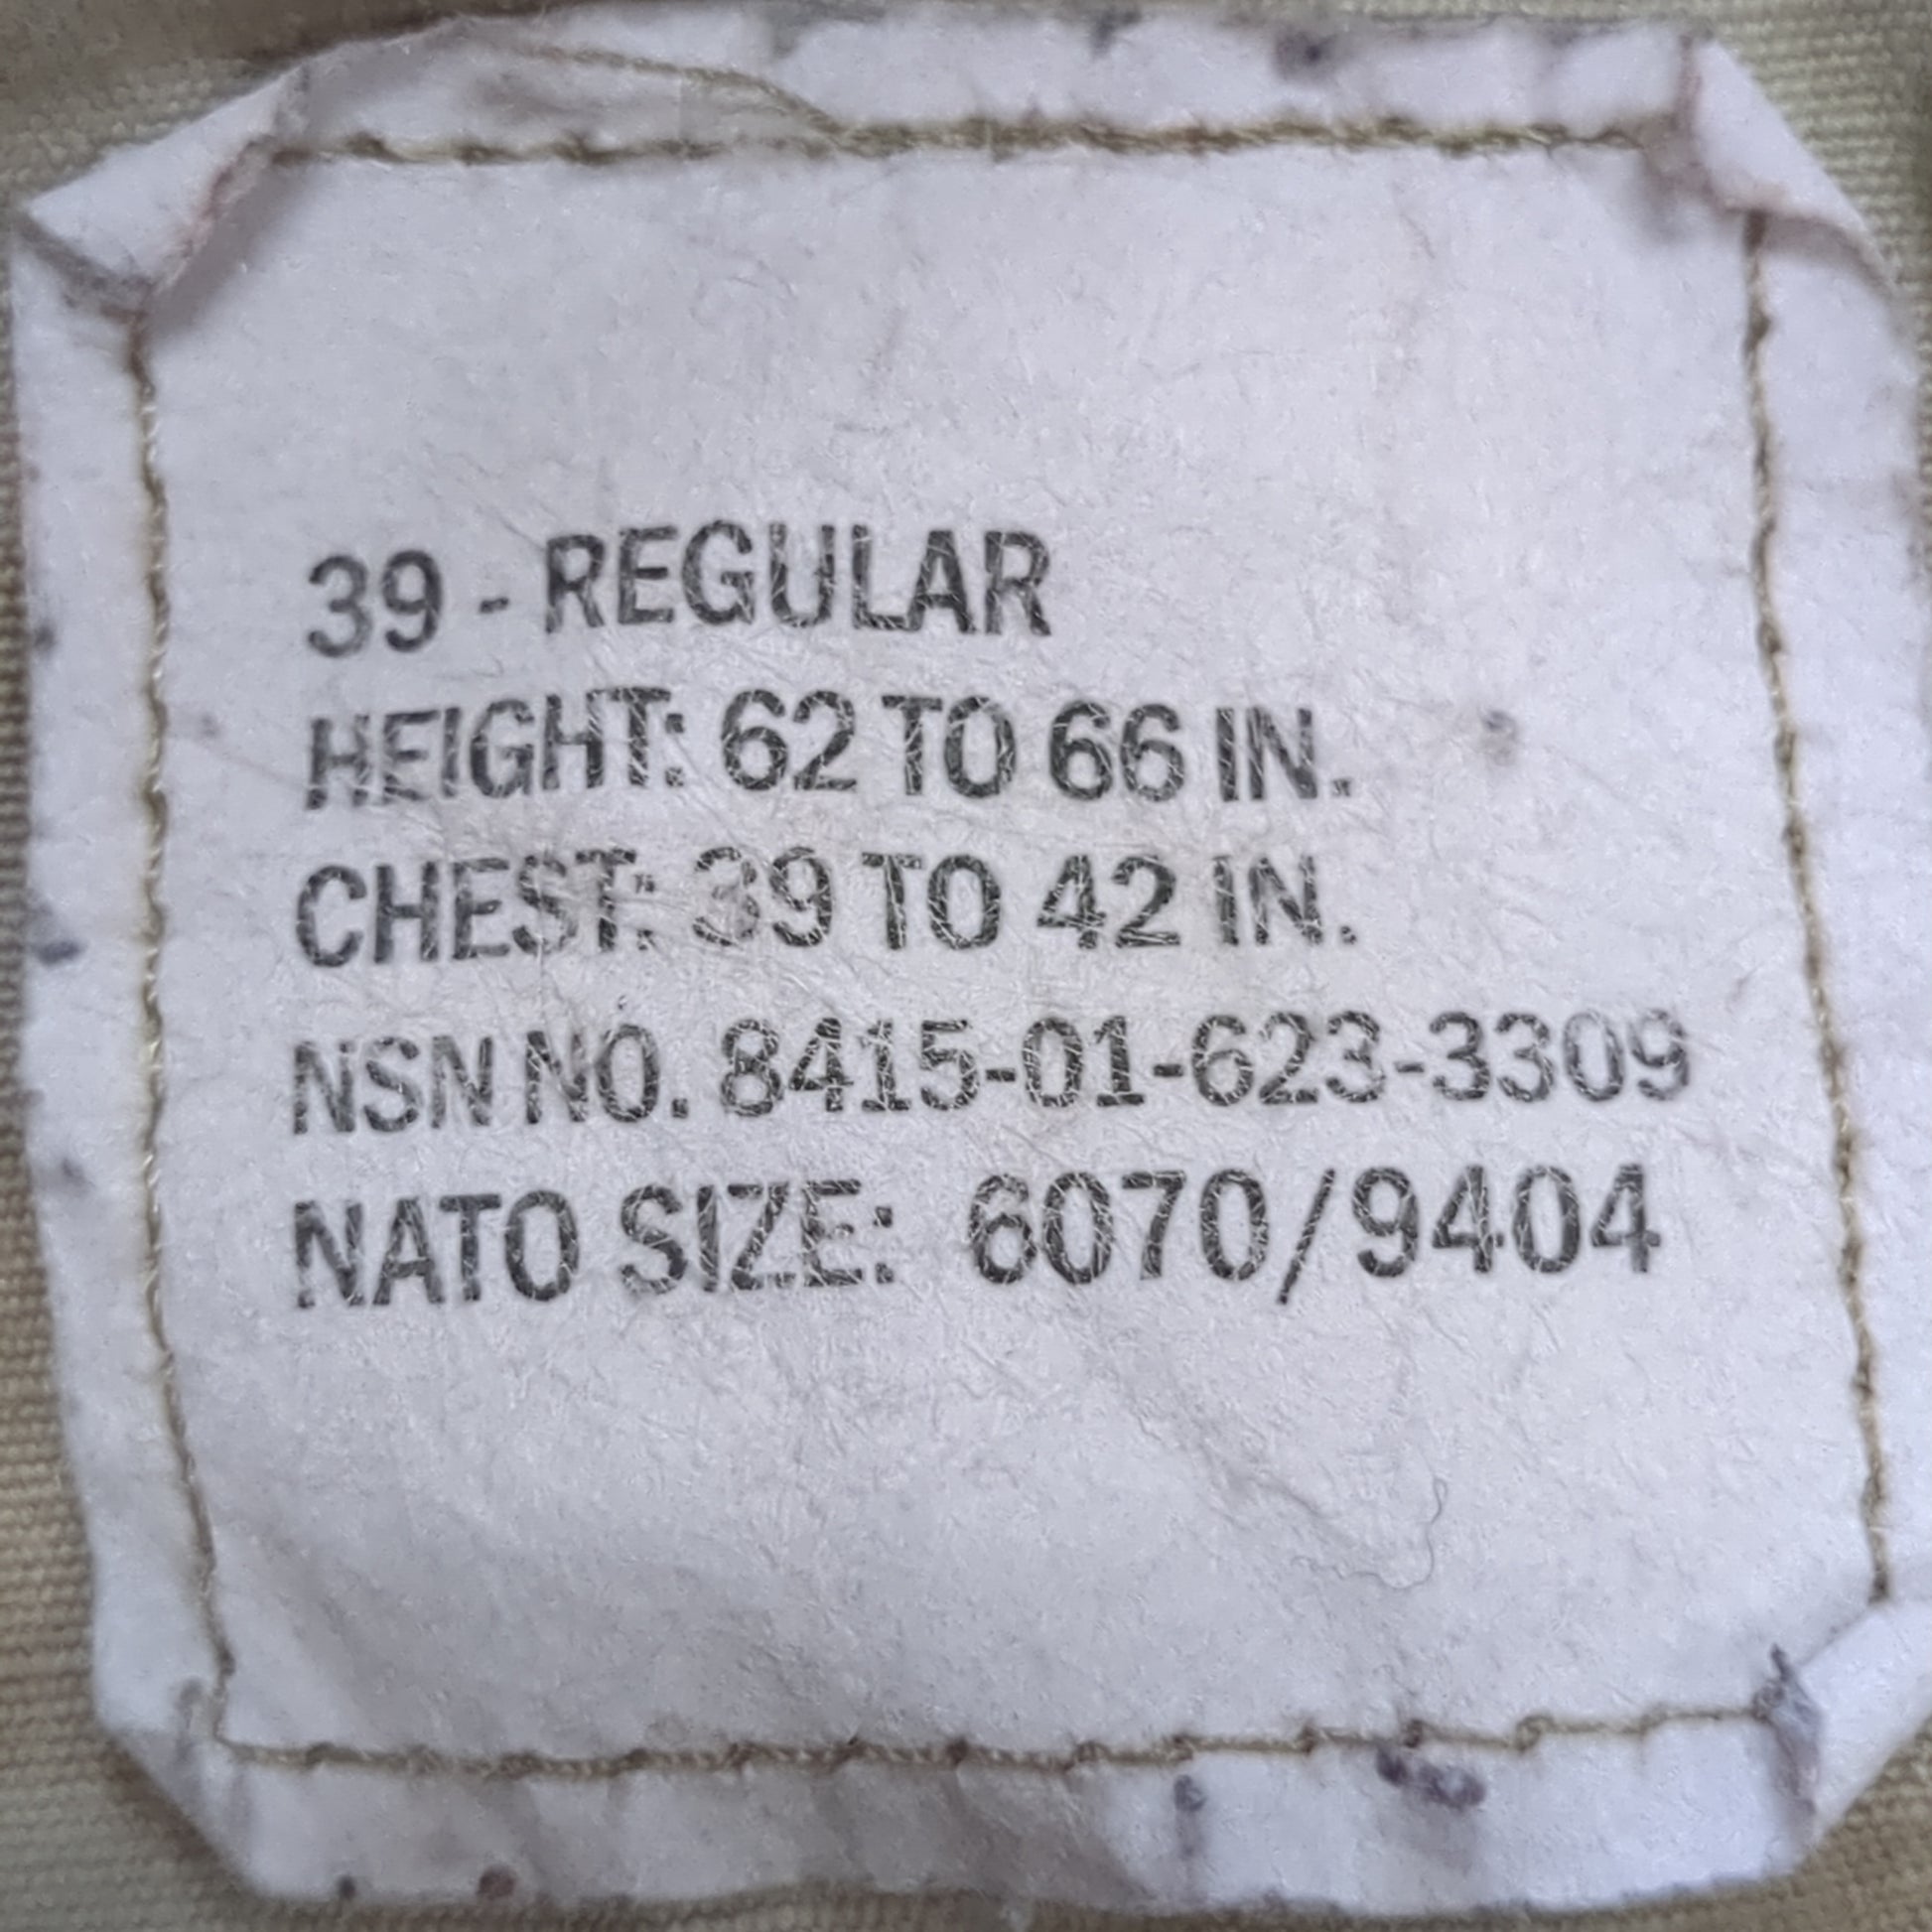 39 - REGULAR
HEIGHT: 62 TO 66 IN.
CHEST: 39 TO 42 IN.
NSN NO. 8415-01-623-3309
NATO SIZE: 6070/9404